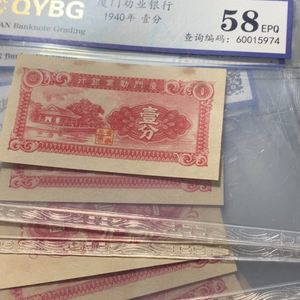 QYBG 厦门劝业银行
AN Banknote Grading 1940年 壹分
58 EPQ
查询编码：60015974
壹分